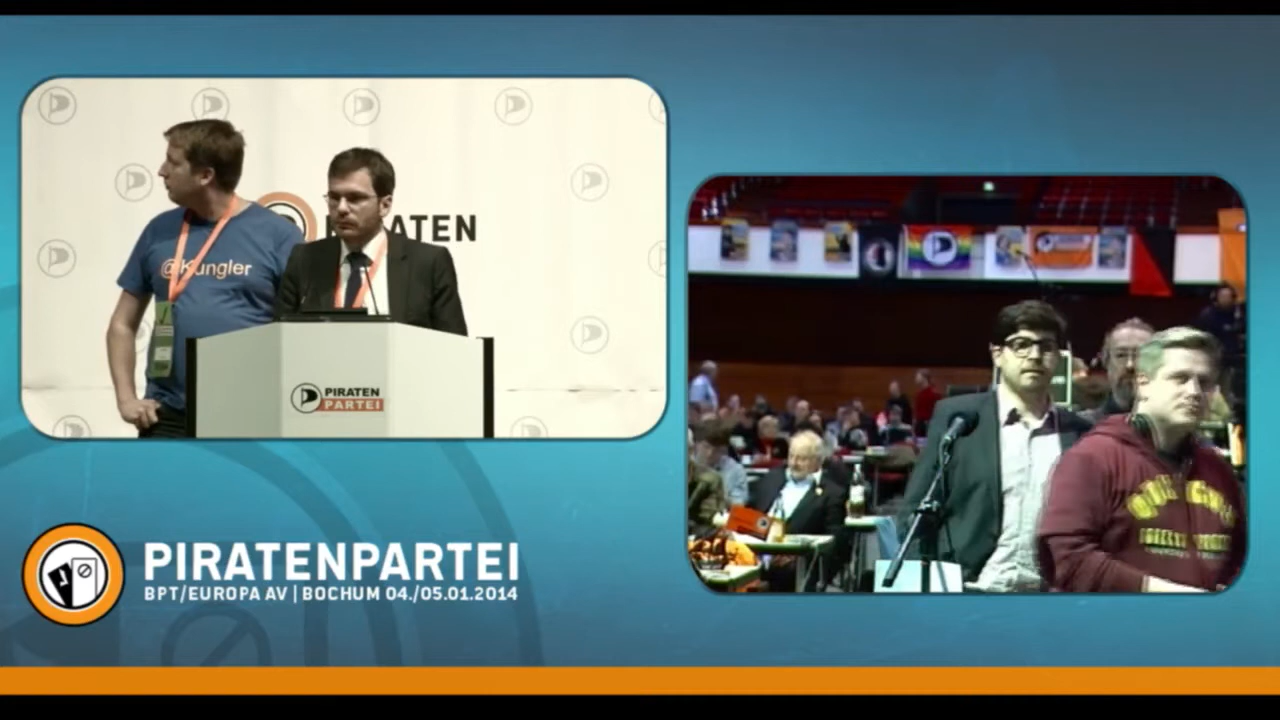 @Kungler
PIRATEN
PIRATEN
PARTEI
PIRATENPARTEI
BPT/EUROPA AV | BOCHUM 04./05.01.2014